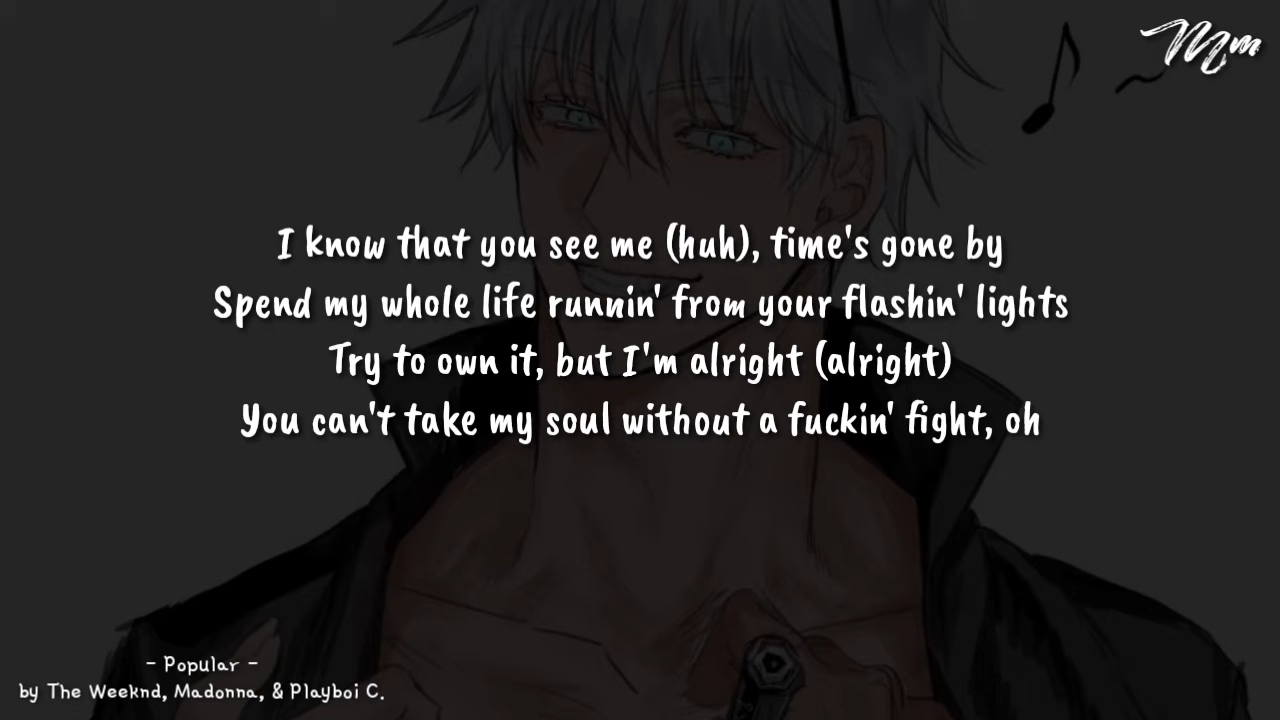 Mm
I know that you see me (huh), time's gone by
Spend my whole life runnin' from your flashin' lights
Try to own it, but I'm alright (alright)
You can't take my soul without a fuckin' fight, oh
- Popular -
by The Weeknd, Madonna, & Playboi C.